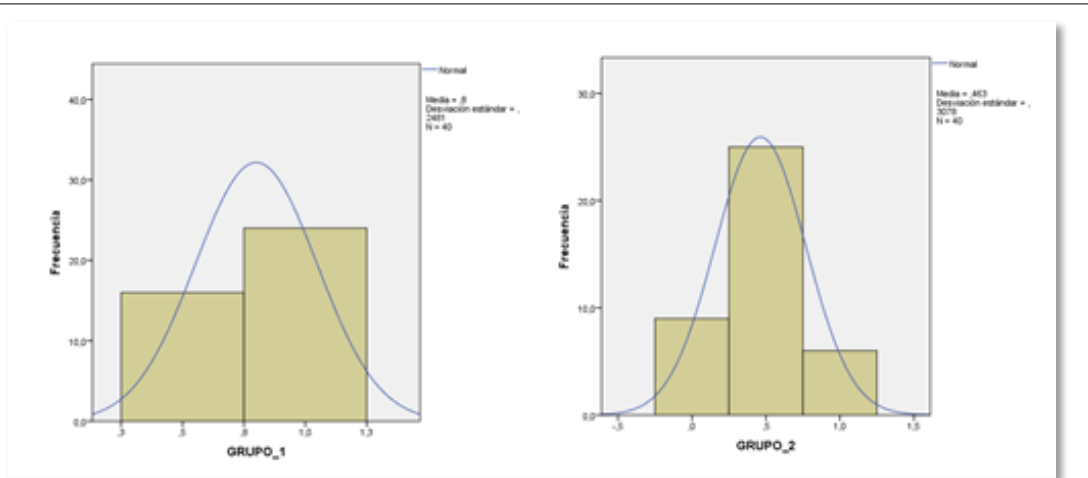 Normal
Media = ,8
Desviación estándar = ,
2481
N = 40
40,0
30,0
20,0
10,0
0,0
Frecuencia
,3
,5
,8
1,0
1,3
GRUPO_1
Normal
Media = ,463
Desviación estándar = ,
3078
N = 40
30,0
20,0
10,0
0,0
Frecuencia
-,5
,0
,5
1,0
1,5
GRUPO_2